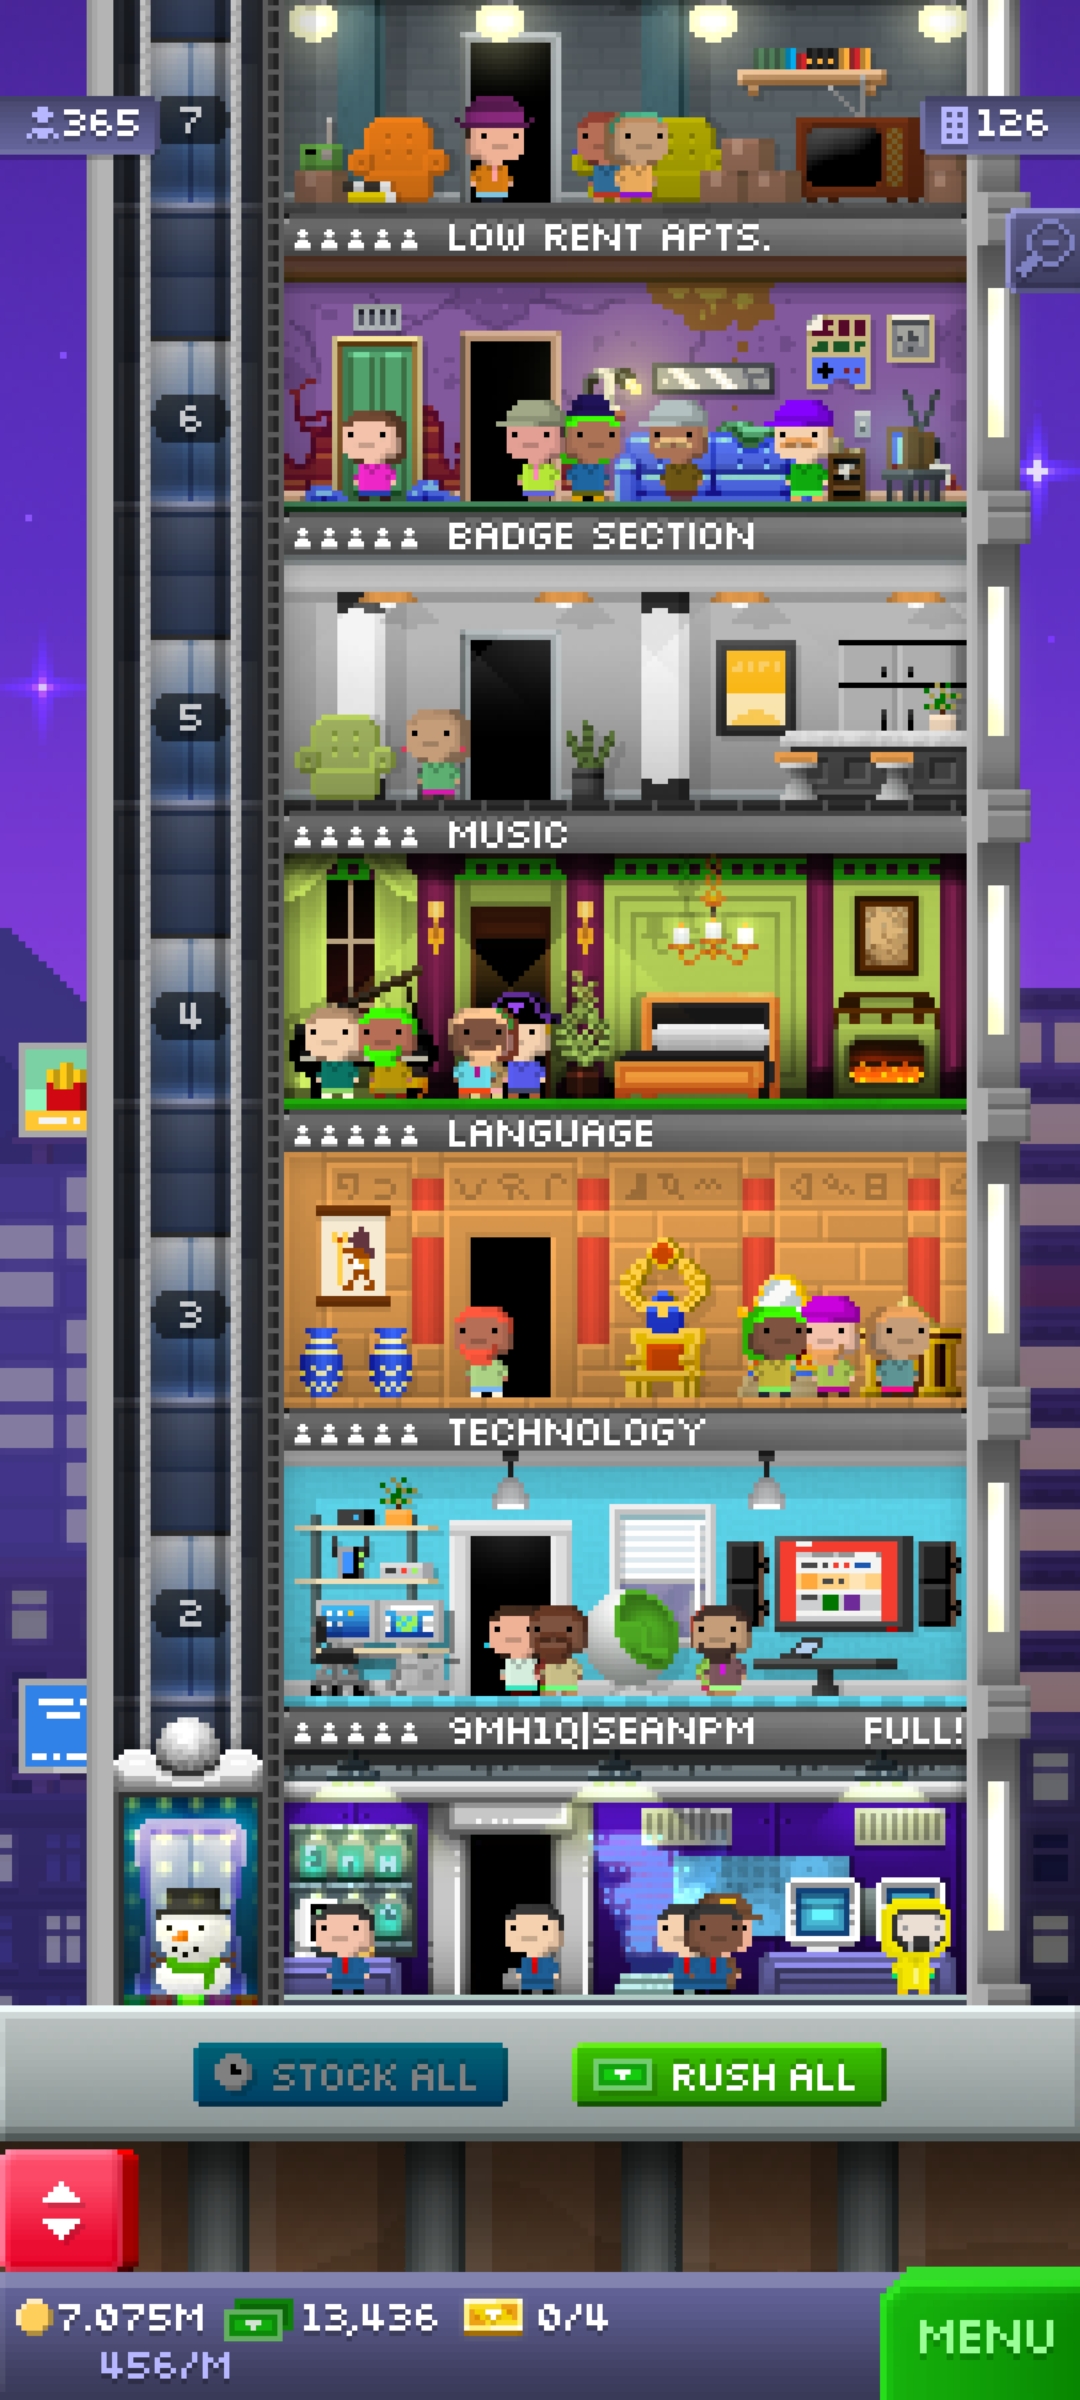 7
365
126
LOW RENT APTS.
6
BADGE SECTION
5
MUSIC
4
LANGUAGE
3
TECHNOLOGY
2
9MH1Q|SEANPM FULL!
STOCK ALL
RUSH ALL
7.075M
13,436
0/4
456/M
MENU